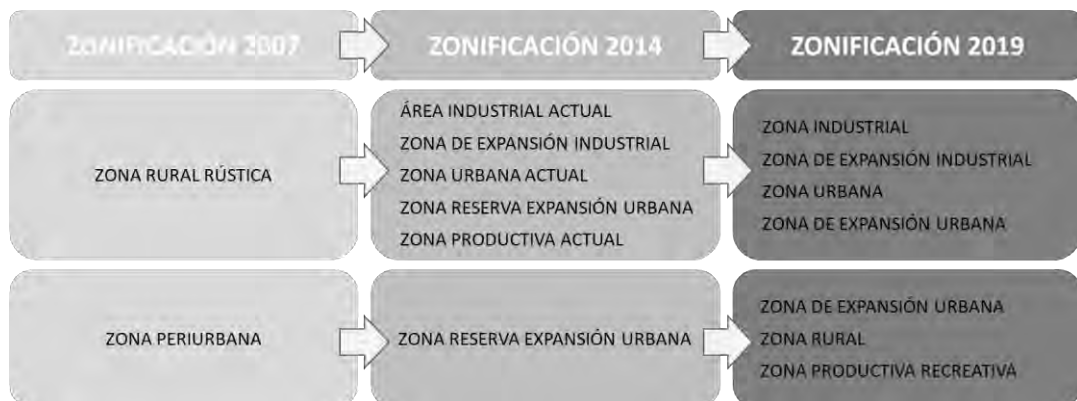 ZONIFICACIÓN 2007
ZONIFICACIÓN 2014
ZONIFICACIÓN 2019
ZONA RURAL RÚSTICA
ÁREA INDUSTRIAL ACTUAL
ZONA DE EXPANSIÓN INDUSTRIAL
ZONA URBANA ACTUAL
ZONA RESERVA EXPANSIÓN URBANA
ZONA PRODUCTIVA ACTUAL
ZONA INDUSTRIAL
ZONA DE EXPANSIÓN INDUSTRIAL
ZONA URBANA
ZONA DE EXPANSIÓN URBANA
ZONA PERIURBANA
ZONA RESERVA EXPANSIÓN URBANA
ZONA DE EXPANSIÓN URBANA
ZONA RURAL
ZONA PRODUCTIVA RECREATIVA